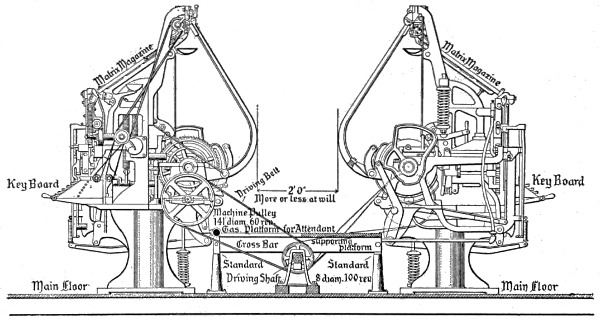 Matrix Magazine
Matrix Magazine
Key Board
Key Board
Driving Belt
2' 0"
More or less at will
Machine Pulley
14½ diam. 60 rev.
Gas. Platform for Attendant
Cross Bar
supporting
platform
Standard
Standard
Driving Shaft.
8 diam. 100 rev
Main Floor
Main Floor